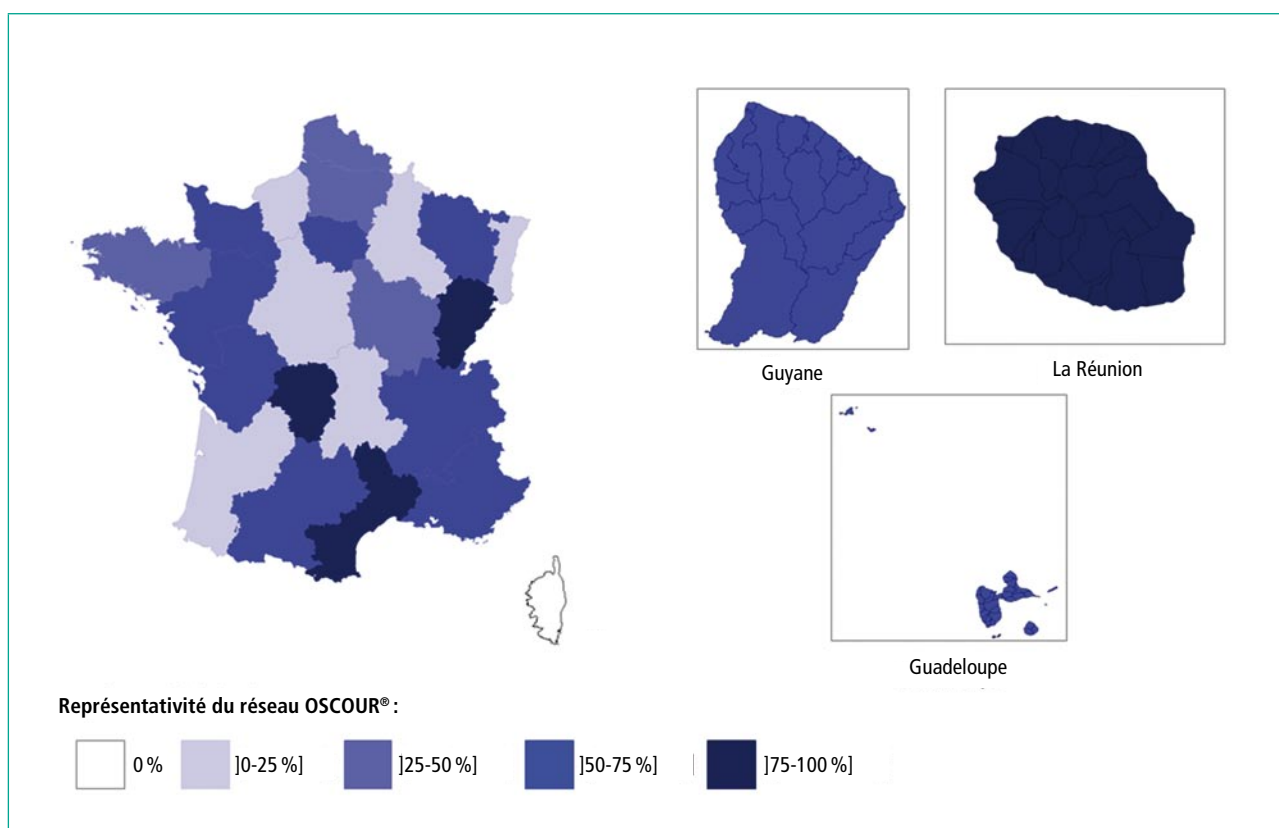 Guyane
La Réunion
Guadeloupe
Représentativité du réseau OSCOUR® :
0 % ]0-25 %] ]25-50 %] ]50-75 %] ]75-100 %]